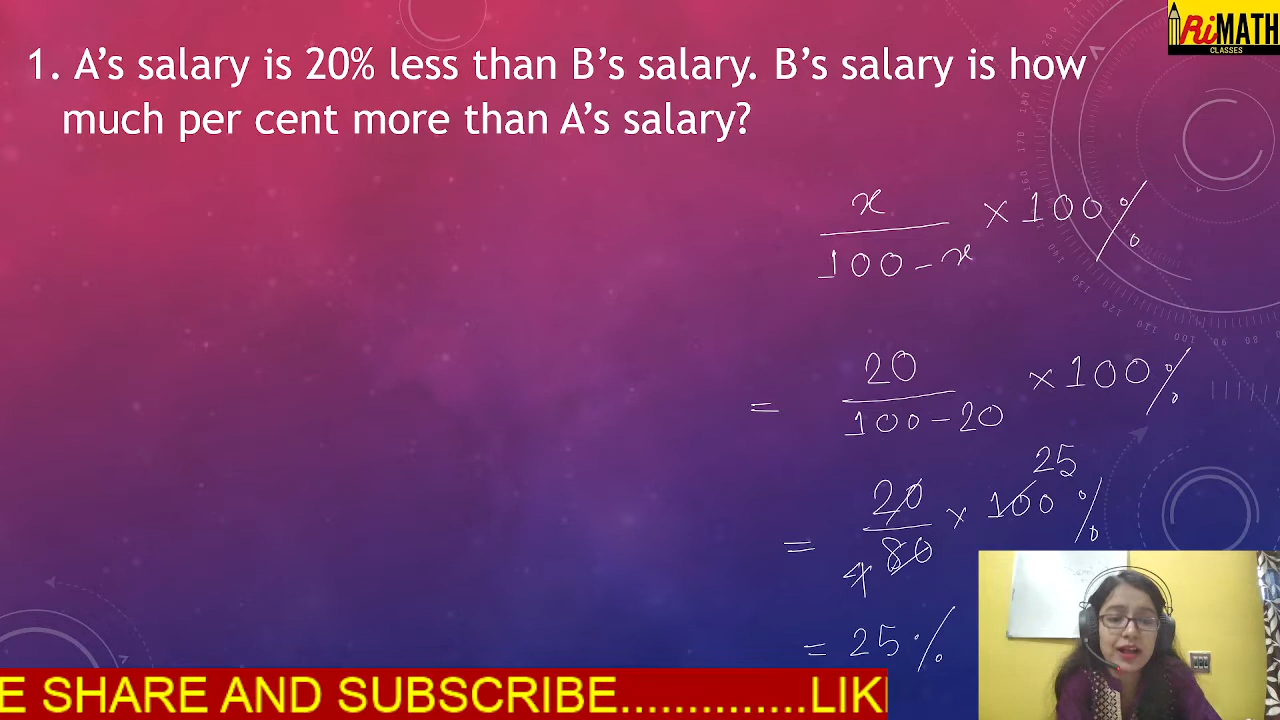 RiMATH
CLASSES
1. A’s salary is 20% less than B’s salary. B’s salary is how
much per cent more than A’s salary?
x
100 - x
× 100%
= 20
100 - 20
× 100%
25
= 20
4 80
× 100 %
= 25%
E SHARE AND SUBSCRIBE..............LIK